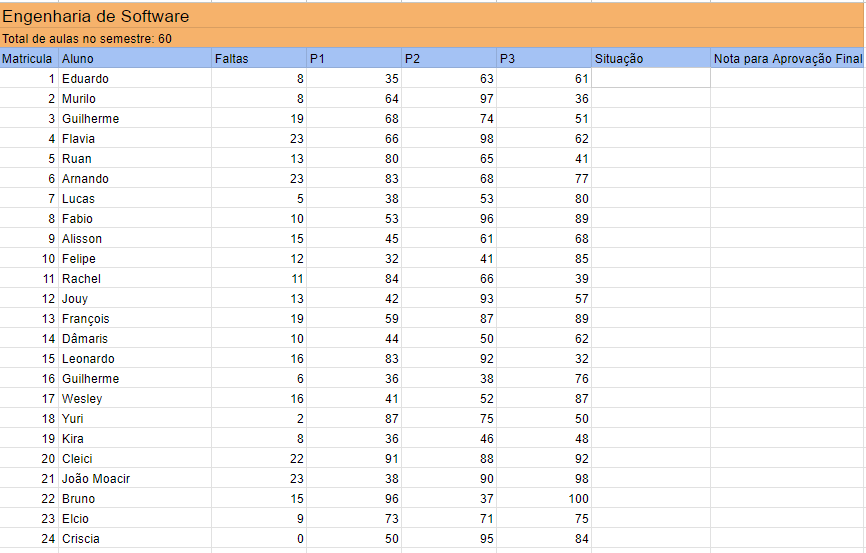 Engenharia de Software
Total de aulas no semestre: 60
Matricula Aluno Faltas P1 P2 P3 Situação Nota para Aprovação Final
1 Eduardo 8 35 63 61
2 Murilo 8 64 97 36
3 Guilherme 19 68 74 51
4 Flavia 23 66 98 62
5 Ruan 13 80 65 41
6 Arnando 23 83 68 77
7 Lucas 5 38 53 80
8 Fabio 10 53 96 89
9 Alisson 15 45 61 68
10 Felipe 12 32 41 85
11 Rachel 11 84 66 39
12 Jouy 13 42 93 57
13 François 19 59 87 89
14 Dâmaris 10 44 50 62
15 Leonardo 16 83 92 32
16 Guilherme 6 36 38 76
17 Wesley 16 41 52 87
18 Yuri 2 87 75 50
19 Kira 8 36 46 48
20 Cleici 22 91 88 92
21 João Moacir 23 38 90 98
22 Bruno 15 96 37 100
23 Elcio 9 73 71 75
24 Criscia 0 50 95 84